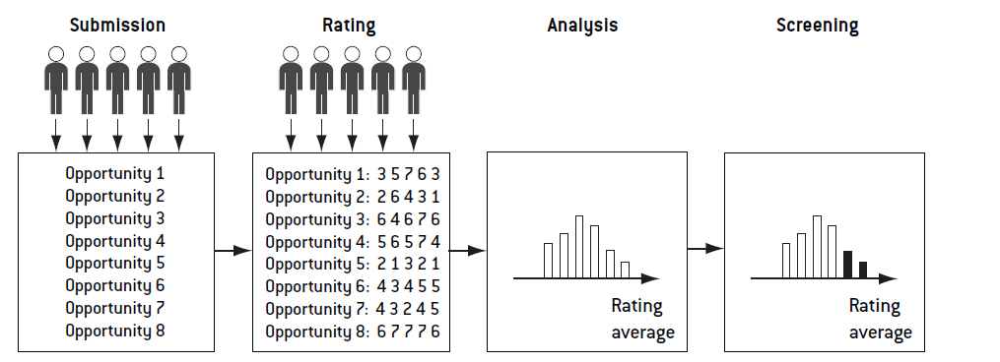 Submission
Rating
Analysis
Screening
Opportunity 1
Opportunity 2
Opportunity 3
Opportunity 4
Opportunity 5
Opportunity 6
Opportunity 7
Opportunity 8
Opportunity 1: 3 5 7 6 3
Opportunity 2: 2 6 4 3 1
Opportunity 3: 6 4 6 7 6
Opportunity 4: 5 6 5 7 4
Opportunity 5: 2 1 3 2 1
Opportunity 6: 4 3 4 5 5
Opportunity 7: 4 3 2 4 5
Opportunity 8: 6 7 7 7 6
Rating
average
Rating
average